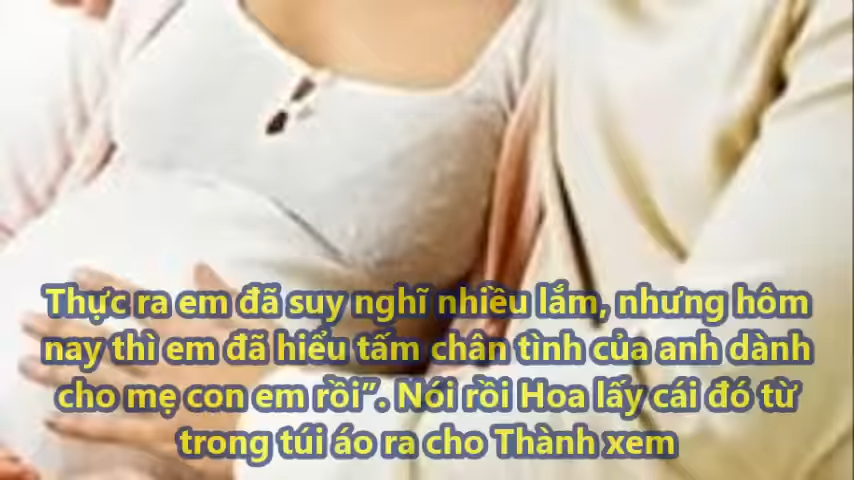 Thực ra em đã suy nghĩ nhiều lắm, nhưng hôm
nay thì em đã hiểu tấm chân tình của anh dành
cho mẹ con em rồi”. Nói rồi Hoa lấy cái đó từ
trong túi áo ra cho Thành xem